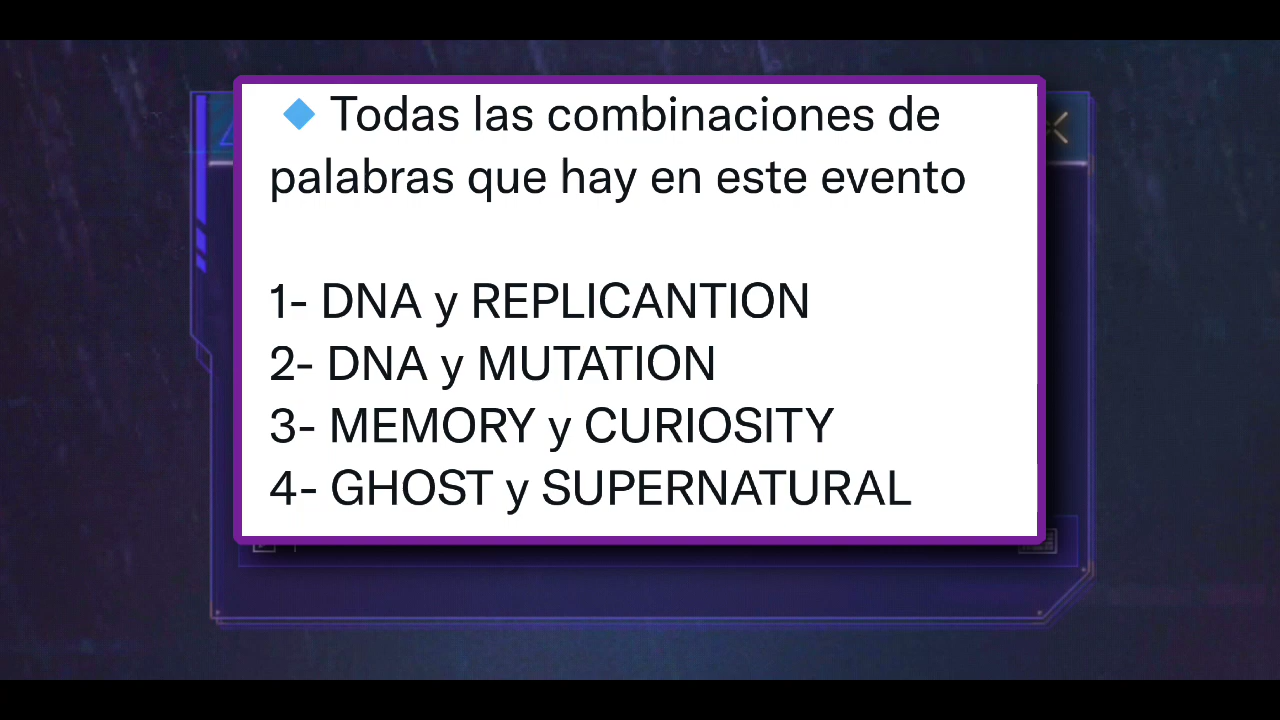 Todas las combinaciones de
palabras que hay en este evento
1- DNA y REPLICANTION
2- DNA y MUTATION
3- MEMORY y CURIOSITY
4- GHOST y SUPERNATURAL